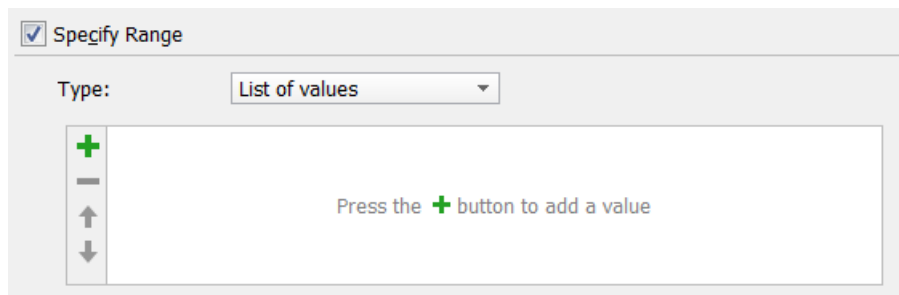 Specify Range
Type: List of values
Press the + button to add a value